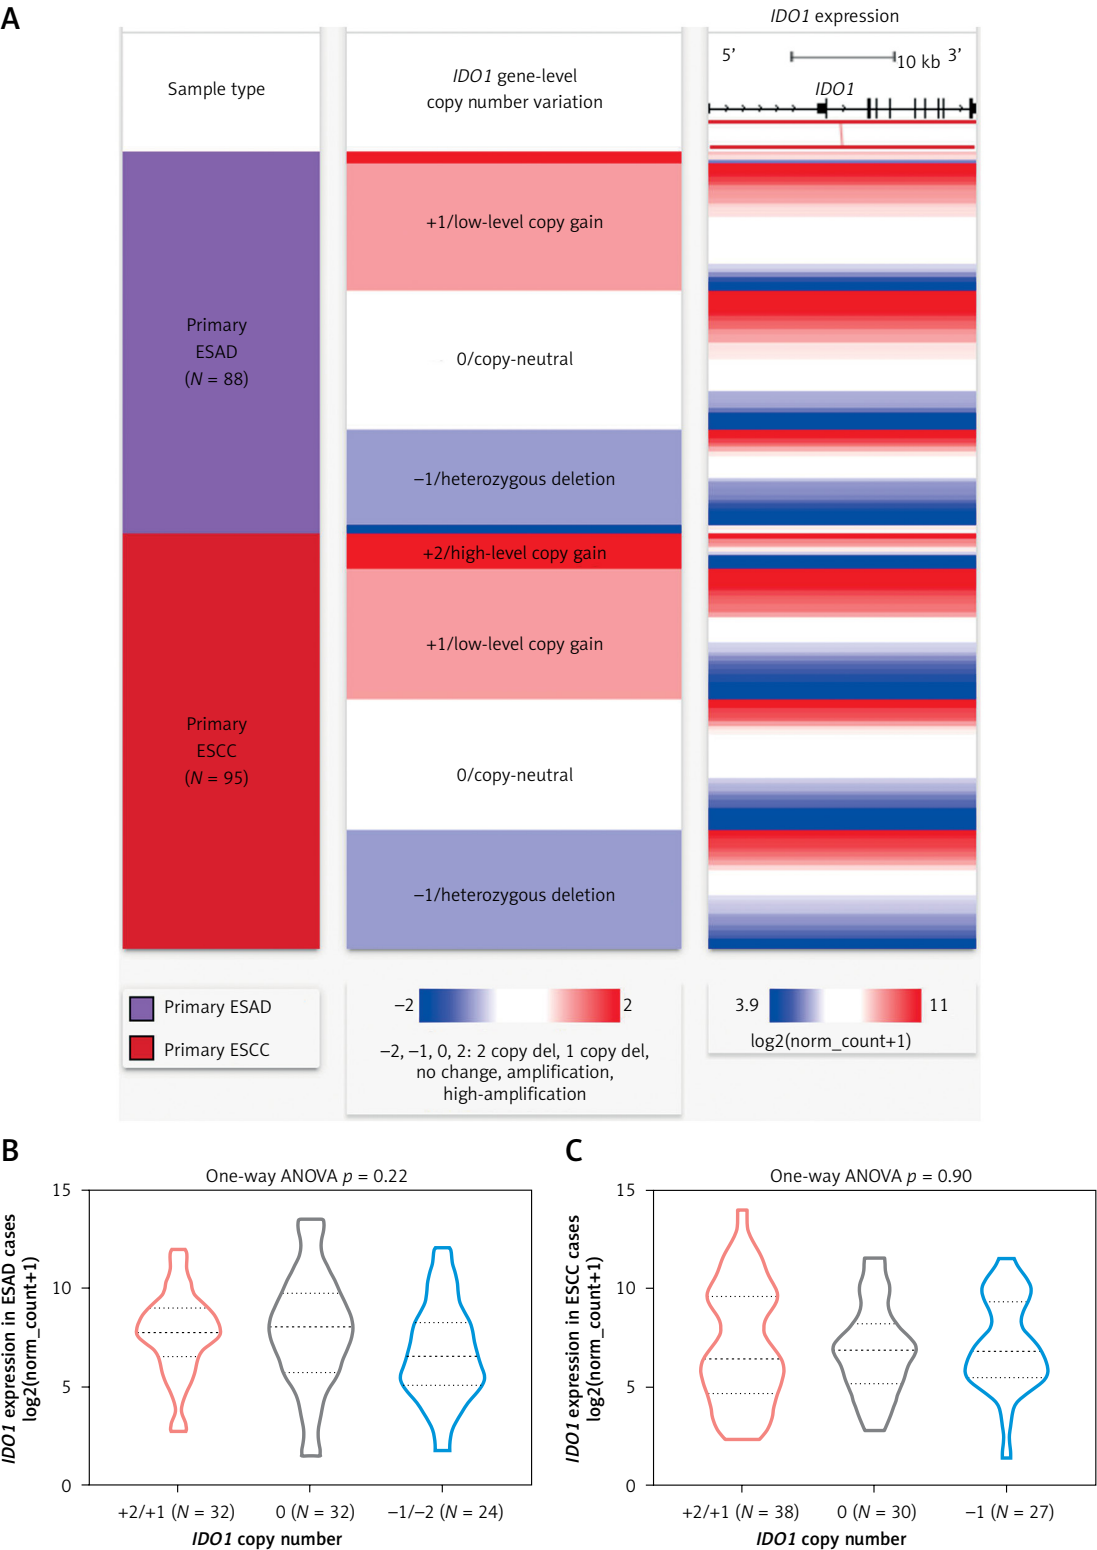 A
IDO1 expression
5’ 10 kb 3’
IDO1
Sample type
IDO1 gene-level
copy number variation
Primary
ESAD
(N = 88)
+1/low-level copy gain
0/copy-neutral
–1/heterozygous deletion
+2/high-level copy gain
+1/low-level copy gain
Primary
ESCC
(N = 95)
0/copy-neutral
–1/heterozygous deletion
Primary ESAD
Primary ESCC
–2 2
–2, –1, 0, 2: 2 copy del, 1 copy del,
no change, amplification,
high-amplification
3.9 11
log2(norm_count+1)
B
One-way ANOVA p = 0.22
IDO1 expression in ESAD cases
log2(norm_count+1)
15
10
5
0
+2/+1 (N = 32) 0 (N = 32) –1/–2 (N = 24)
IDO1 copy number
C
One-way ANOVA p = 0.90
IDO1 expression in ESCC cases
log2(norm_count+1)
15
10
5
0
+2/+1 (N = 38) 0 (N = 30) –1 (N = 27)
IDO1 copy number